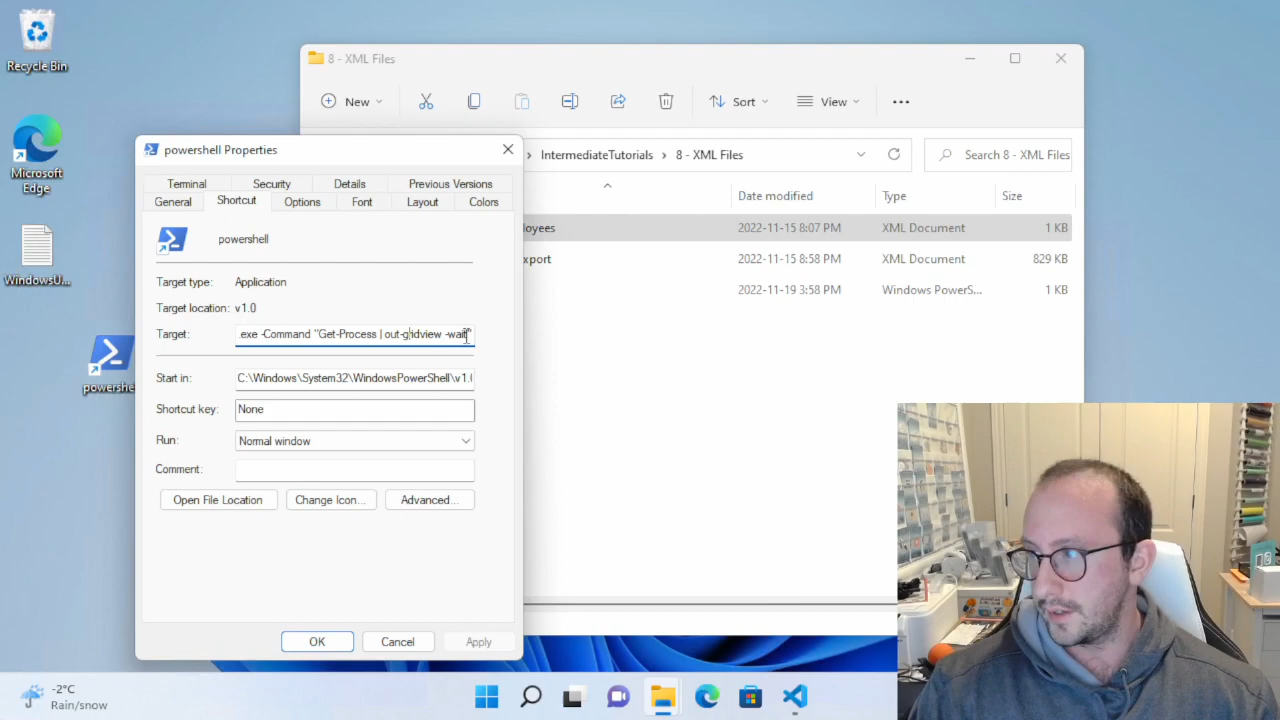 Recycle Bin
Microsoft
Edge
WindowsU...
powershe
8 - XML Files
New
Sort
View
IntermediateTutorials > 8 - XML Files
Search 8 - XML Files
Date modified
Type
Size
loyees
2022-11-15 8:07 PM
XML Document
1 KB
xport
2022-11-15 8:58 PM
XML Document
829 KB
2022-11-19 3:58 PM
Windows PowerS...
1 KB
powershell Properties
Terminal
Security
Details
Previous Versions
General
Shortcut
Options
Font
Layout
Colors
powershell
Target type:
Application
Target location:
v1.0
Target:
.exe -Command "Get-Process | out-gridview -wait"
Start in:
C:\Windows\System32\WindowsPowerShell\v1.0
Shortcut key:
None
Run:
Normal window
Comment:
Open File Location
Change Icon...
Advanced...
OK
Cancel
Apply
-2°C
Rain/snow